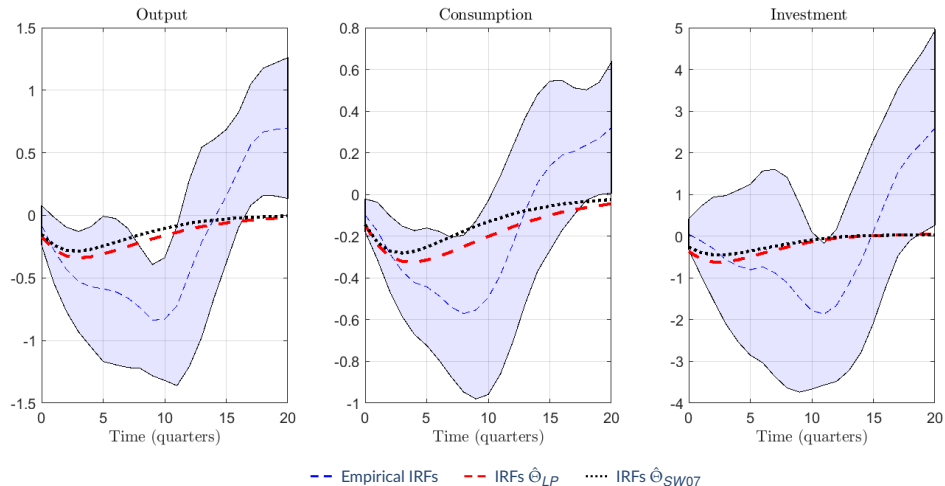 Output
1.5
1
0.5
0
-0.5
-1
-1.5
0 5 10 15 20
Time (quarters)
Consumption
0.8
0.6
0.4
0.2
0
-0.2
-0.4
-0.6
-0.8
-1
0 5 10 15 20
Time (quarters)
Investment
5
4
3
2
1
0
-1
-2
-3
-4
0 5 10 15 20
Time (quarters)
Empirical IRFs IRFs Θ̂_LP IRFs Θ̂_SW07